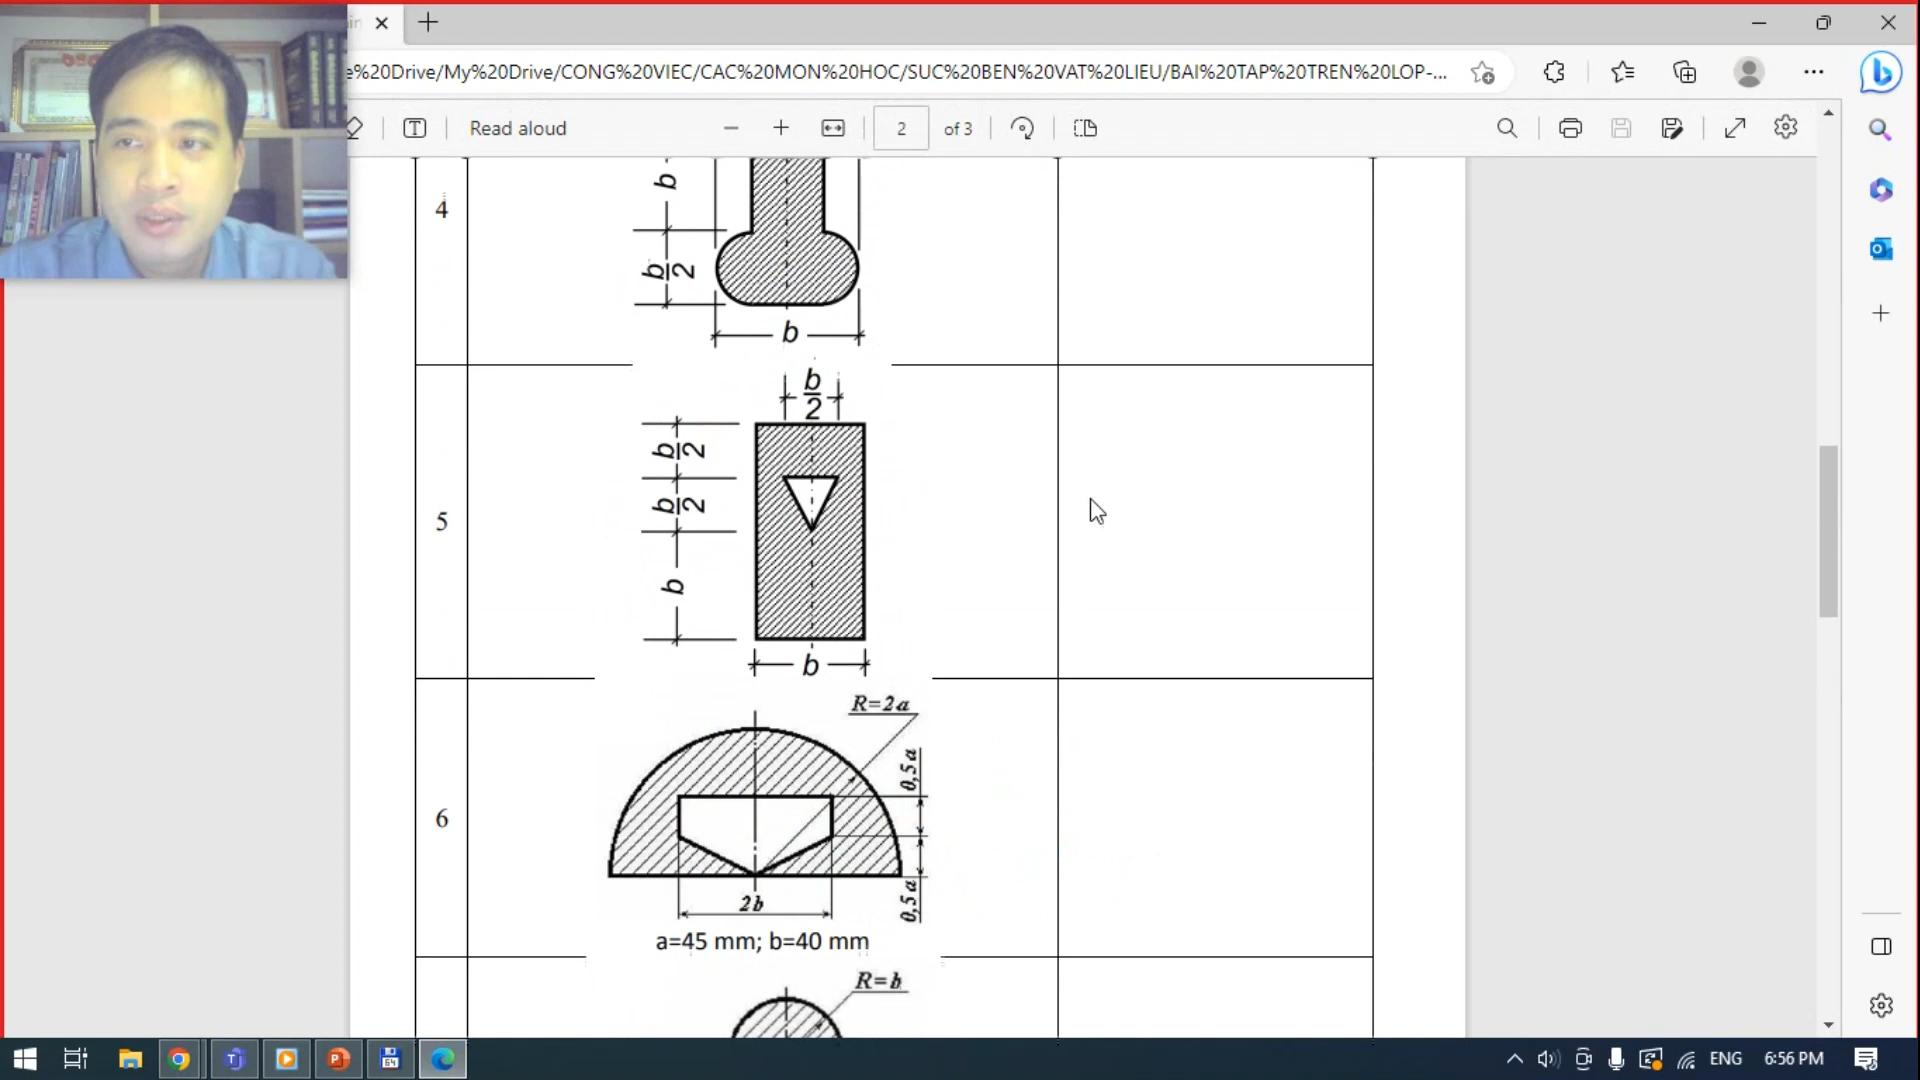 e%20Drive/My%20Drive/CONG%20VIEC/CAC%20MON%20HOC/SUC%20BEN%20VAT%20LIEU/BAI%20TAP%20TREN%20LOP-...
Read aloud
2 of 3
4
b
b/2
b
5
b/2
b/2
b/2
b
b
6
R=2a
0,5a
0,5a
2b
a=45 mm; b=40 mm
R=b
ENG 6:56 PM